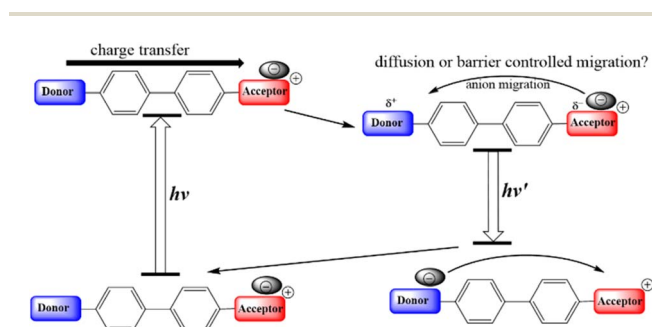 charge transfer
⊖
⊕
Donor
Acceptor
diffusion or barrier controlled migration?
anion migration
δ⁺
δ⁻
⊖
⊕
Donor
Acceptor
hν
hν'
⊖
⊕
Donor
Acceptor
⊖
⊕
Donor
Acceptor